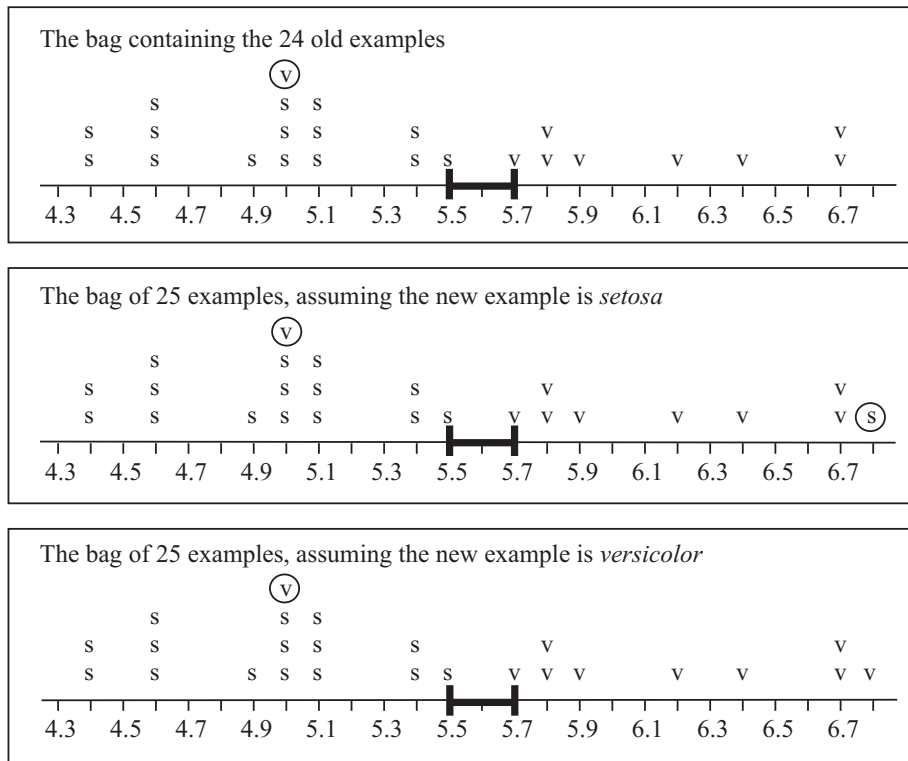 The bag containing the 24 old examples
v
s s s
s s s s s v v
s s s s s s s v v v v v v
4.3 4.5 4.7 4.9 5.1 5.3 5.5 5.7 5.9 6.1 6.3 6.5 6.7
The bag of 25 examples, assuming the new example is setosa
v
s s s
s s s s s v v
s s s s s s s v v v v v v s
4.3 4.5 4.7 4.9 5.1 5.3 5.5 5.7 5.9 6.1 6.3 6.5 6.7
The bag of 25 examples, assuming the new example is versicolor
v
s s s
s s s s s v v
s s s s s s s v v v v v v v
4.3 4.5 4.7 4.9 5.1 5.3 5.5 5.7 5.9 6.1 6.3 6.5 6.7